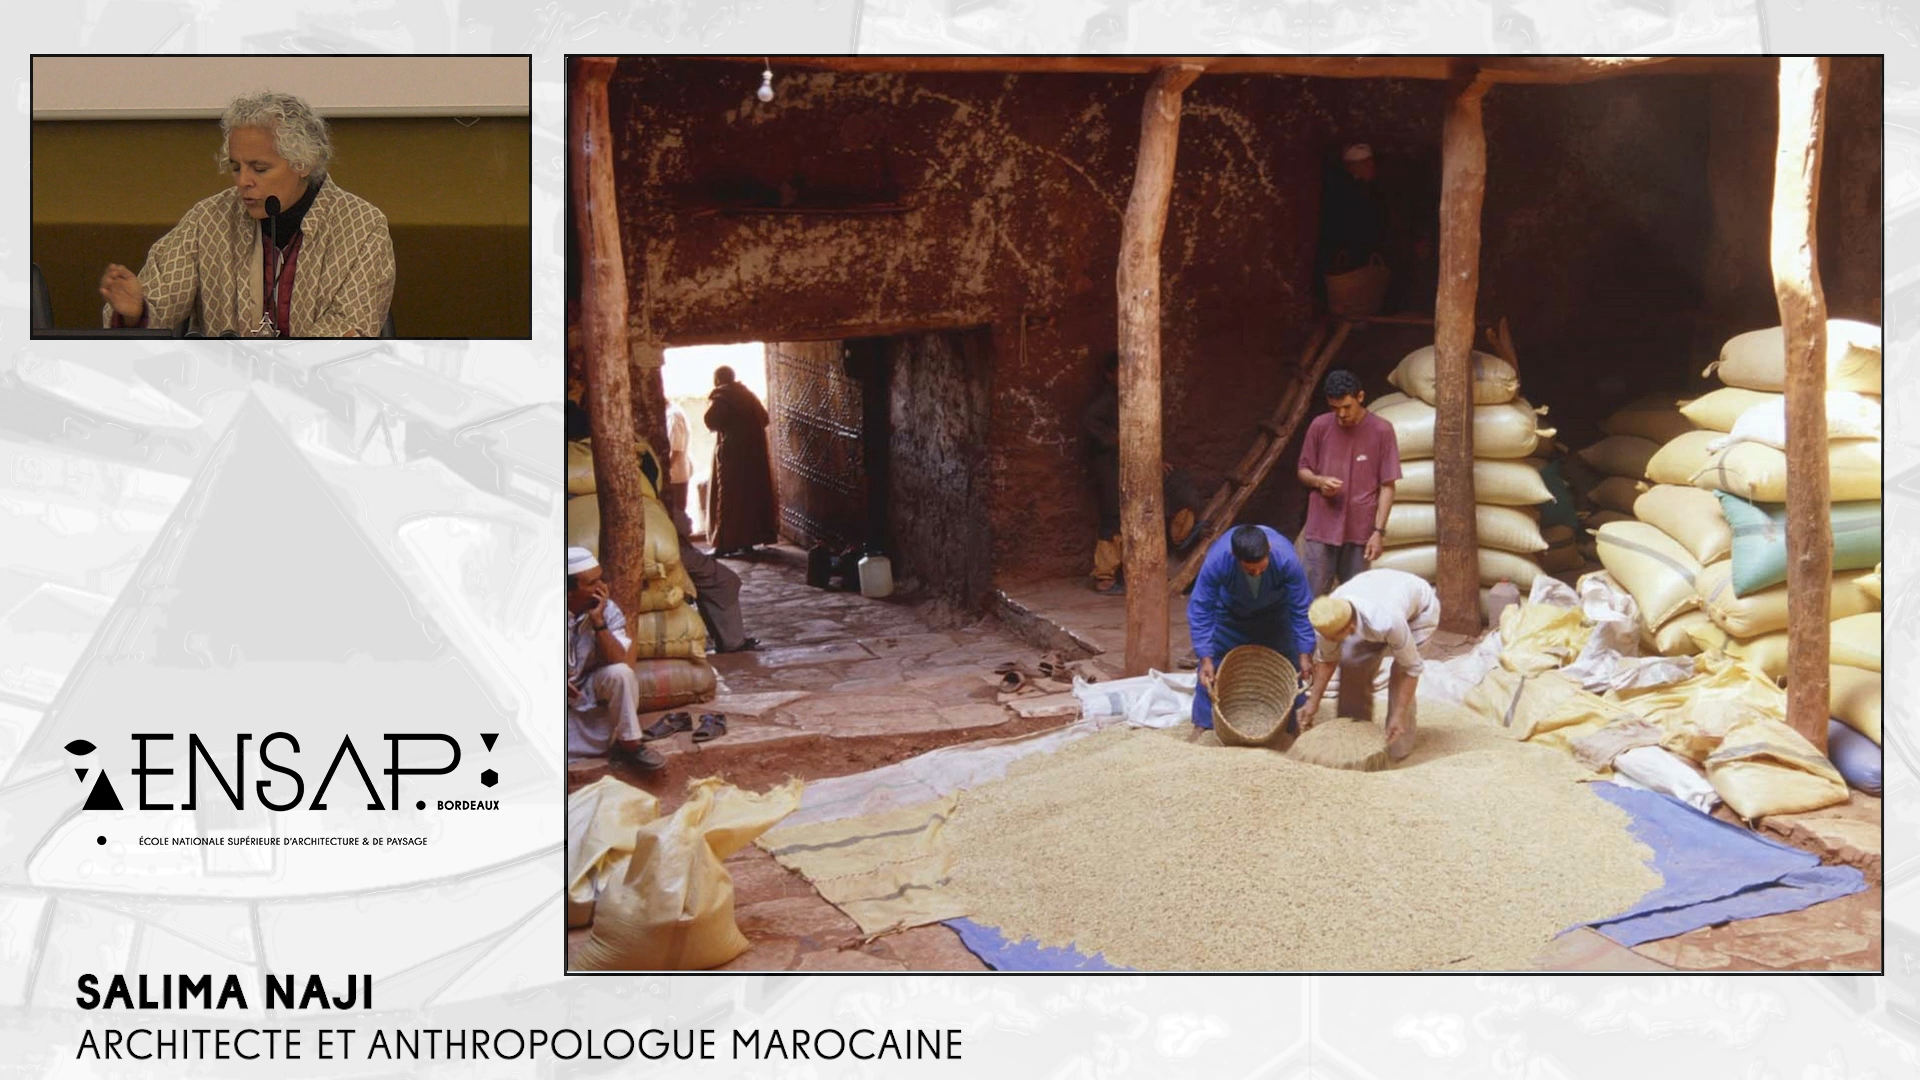 ENSAP.
BORDEAUX
ÉCOLE NATIONALE SUPÉRIEURE D'ARCHITECTURE & DE PAYSAGE
SALIMA NAJI
ARCHITECTE ET ANTHROPOLOGUE MAROCAINE